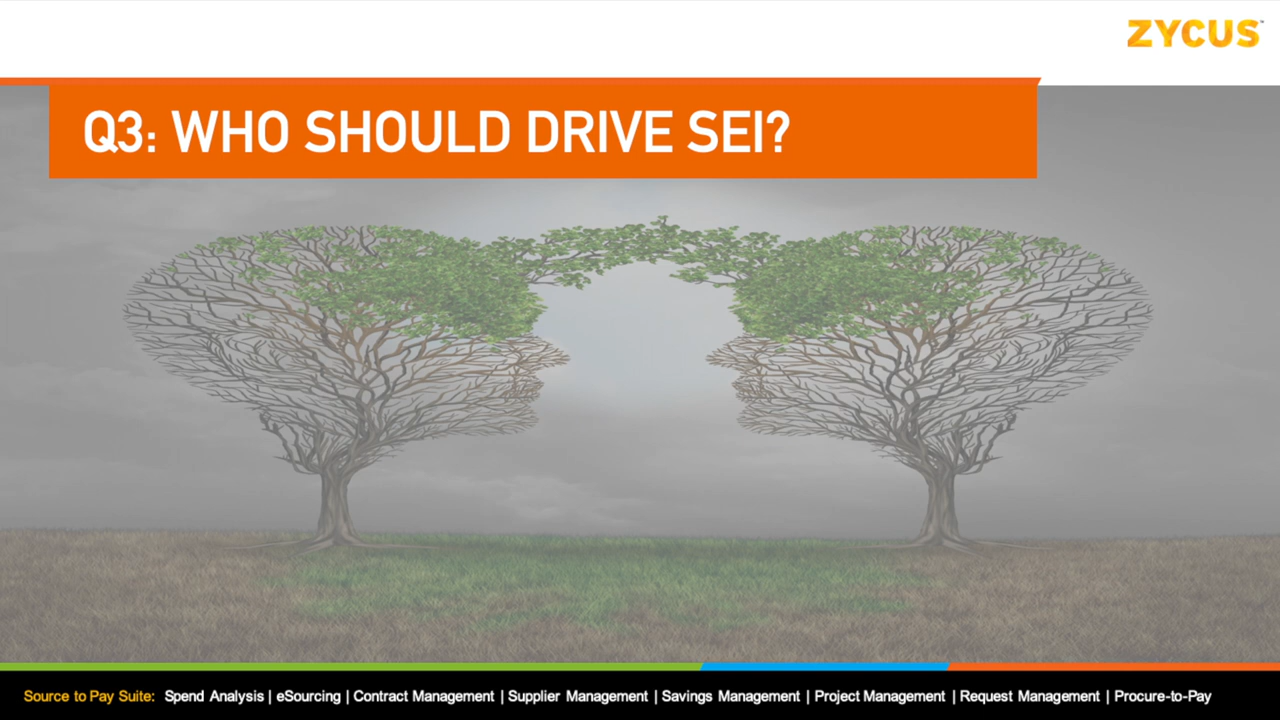 ZYCUS™
Q3: WHO SHOULD DRIVE SEI?
Source to Pay Suite: Spend Analysis | eSourcing | Contract Management | Supplier Management | Savings Management | Project Management | Request Management | Procure-to-Pay